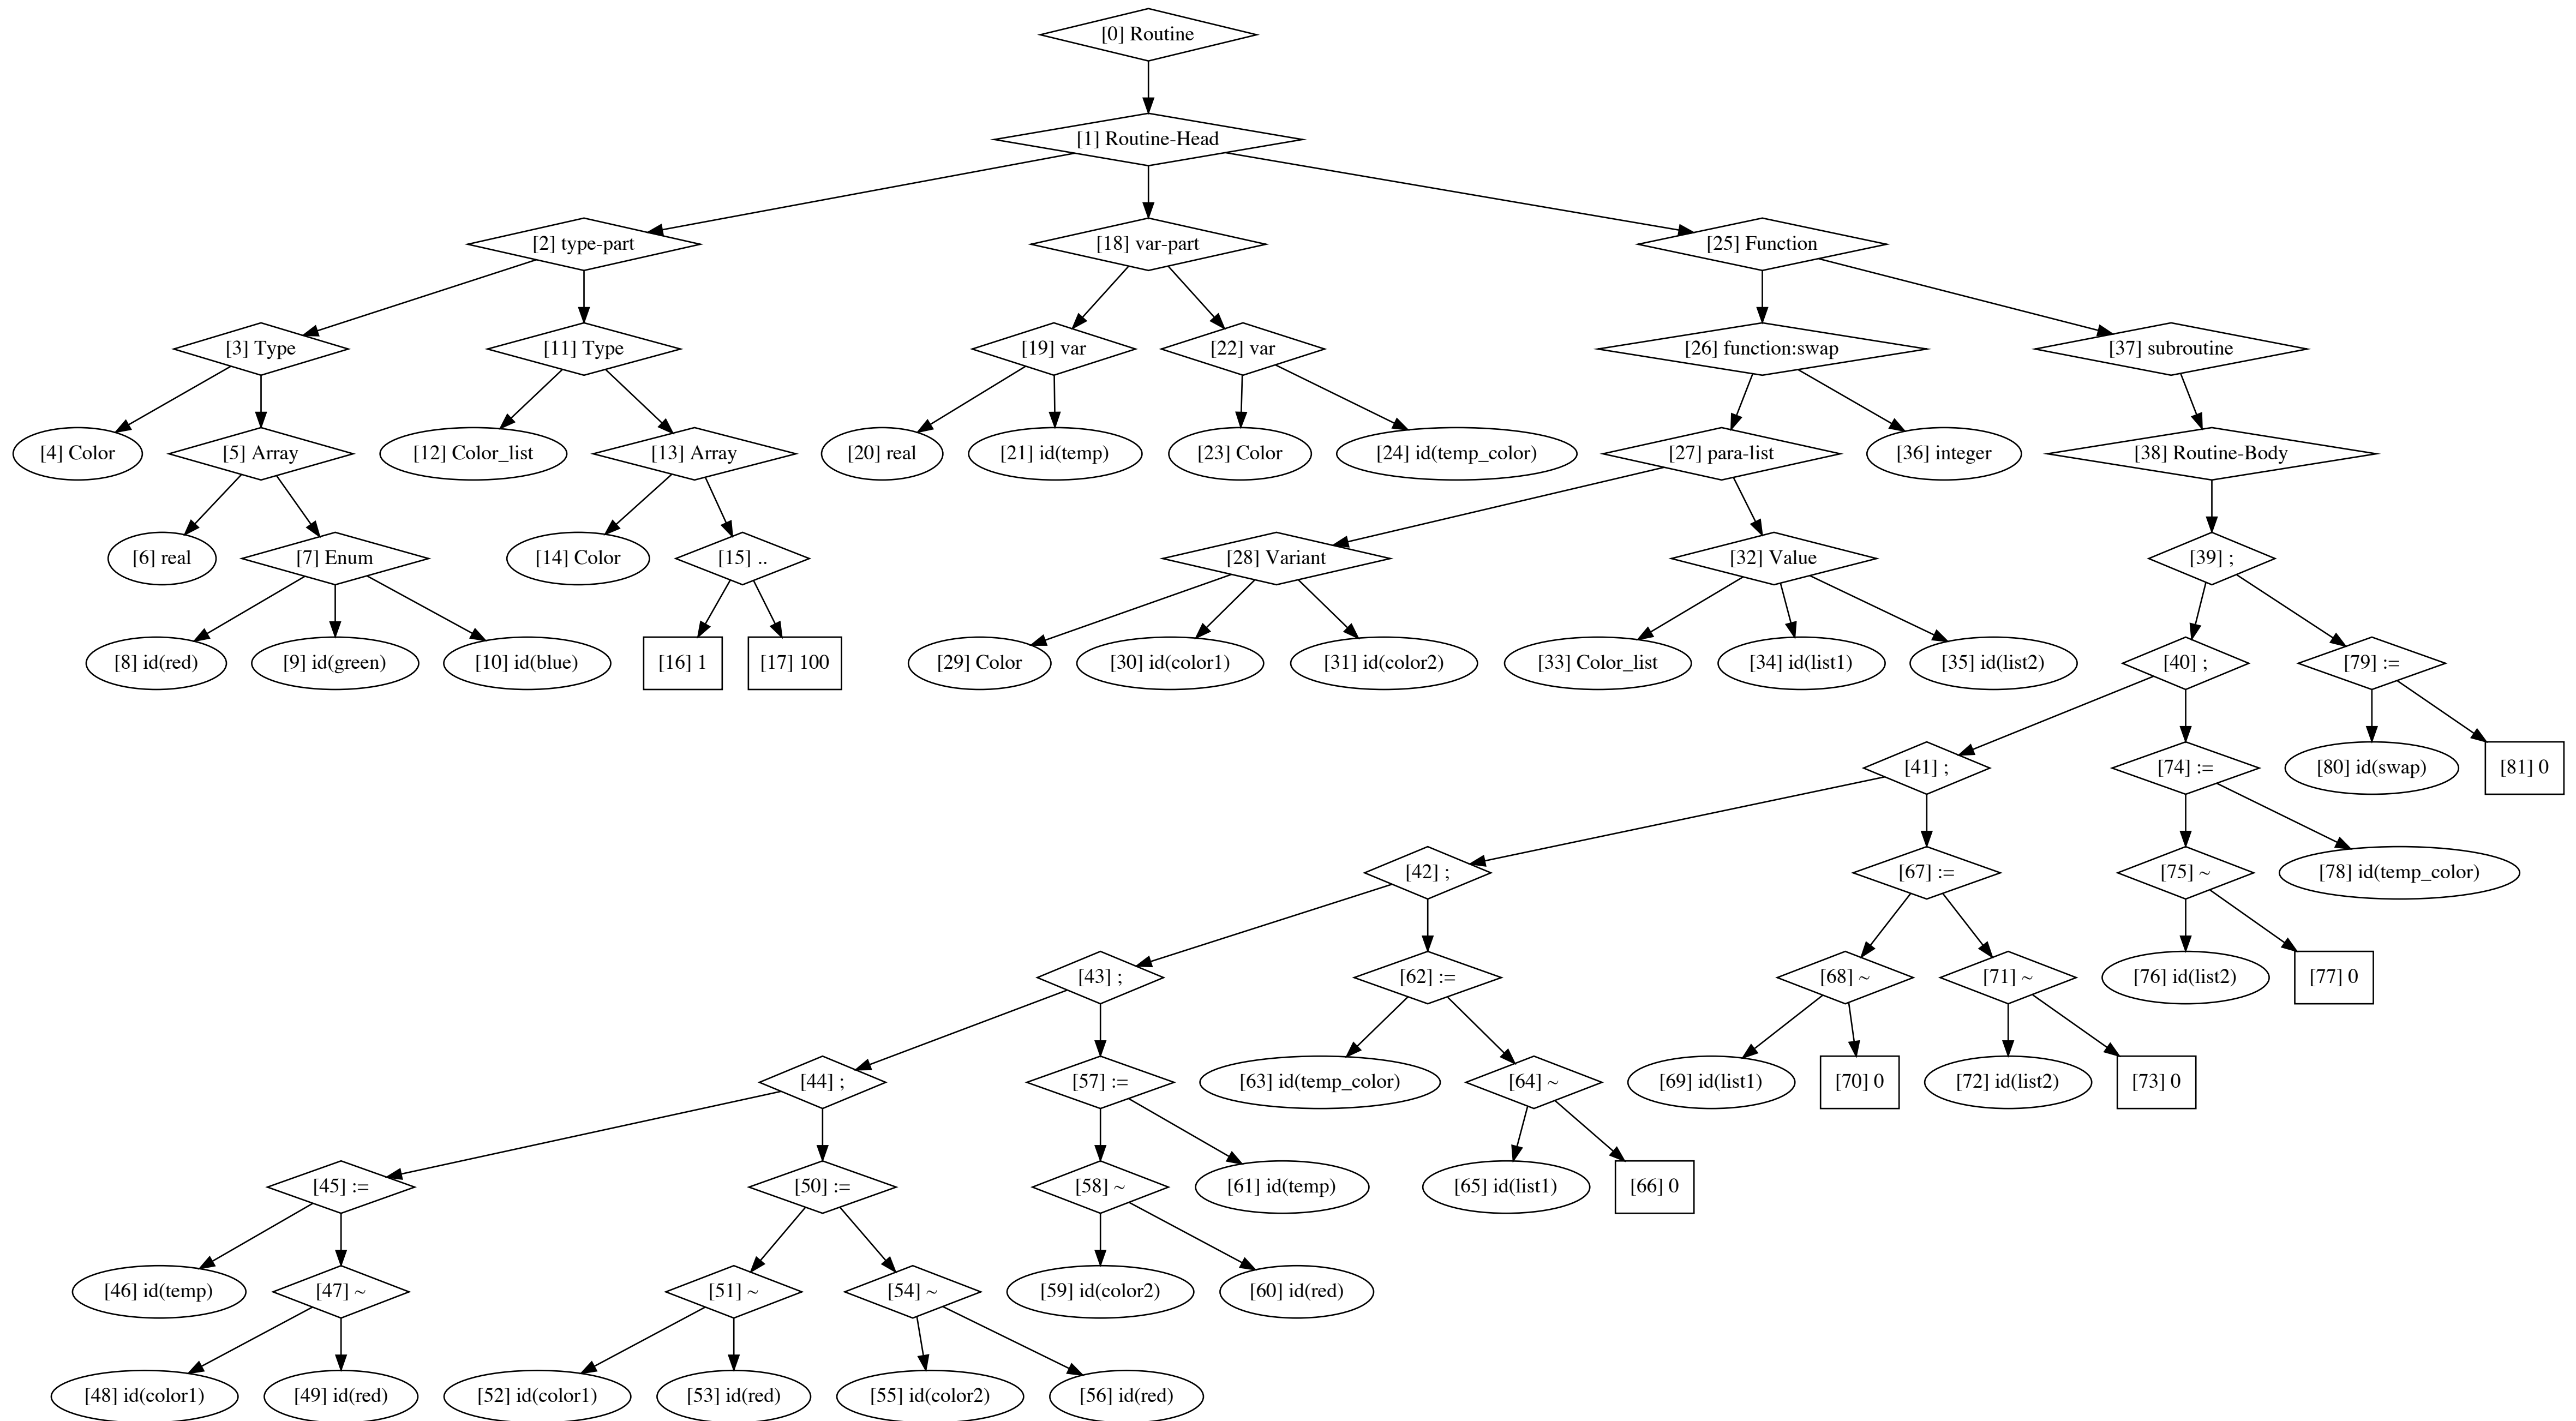 [0] Routine
[1] Routine-Head
[2] type-part
[18] var-part
[25] Function
[3] Type
[11] Type
[19] var
[22] var
[26] function:swap
[37] subroutine
[4] Color
[5] Array
[12] Color_list
[13] Array
[20] real
[21] id(temp)
[23] Color
[24] id(temp_color)
[27] para-list
[36] integer
[38] Routine-Body
[6] real
[7] Enum
[14] Color
[15] ..
[28] Variant
[32] Value
[39] ;
[8] id(red)
[9] id(green)
[10] id(blue)
[16] 1
[17] 100
[29] Color
[30] id(color1)
[31] id(color2)
[33] Color_list
[34] id(list1)
[35] id(list2)
[40] ;
[79] :=
[41] ;
[74] :=
[80] id(swap)
[81] 0
[42] ;
[67] :=
[75] ~
[78] id(temp_color)
[43] ;
[62] :=
[68] ~
[71] ~
[76] id(list2)
[77] 0
[44] ;
[57] :=
[63] id(temp_color)
[64] ~
[69] id(list1)
[70] 0
[72] id(list2)
[73] 0
[45] :=
[50] :=
[58] ~
[61] id(temp)
[65] id(list1)
[66] 0
[46] id(temp)
[47] ~
[51] ~
[54] ~
[59] id(color2)
[60] id(red)
[48] id(color1)
[49] id(red)
[52] id(color1)
[53] id(red)
[55] id(color2)
[56] id(red)